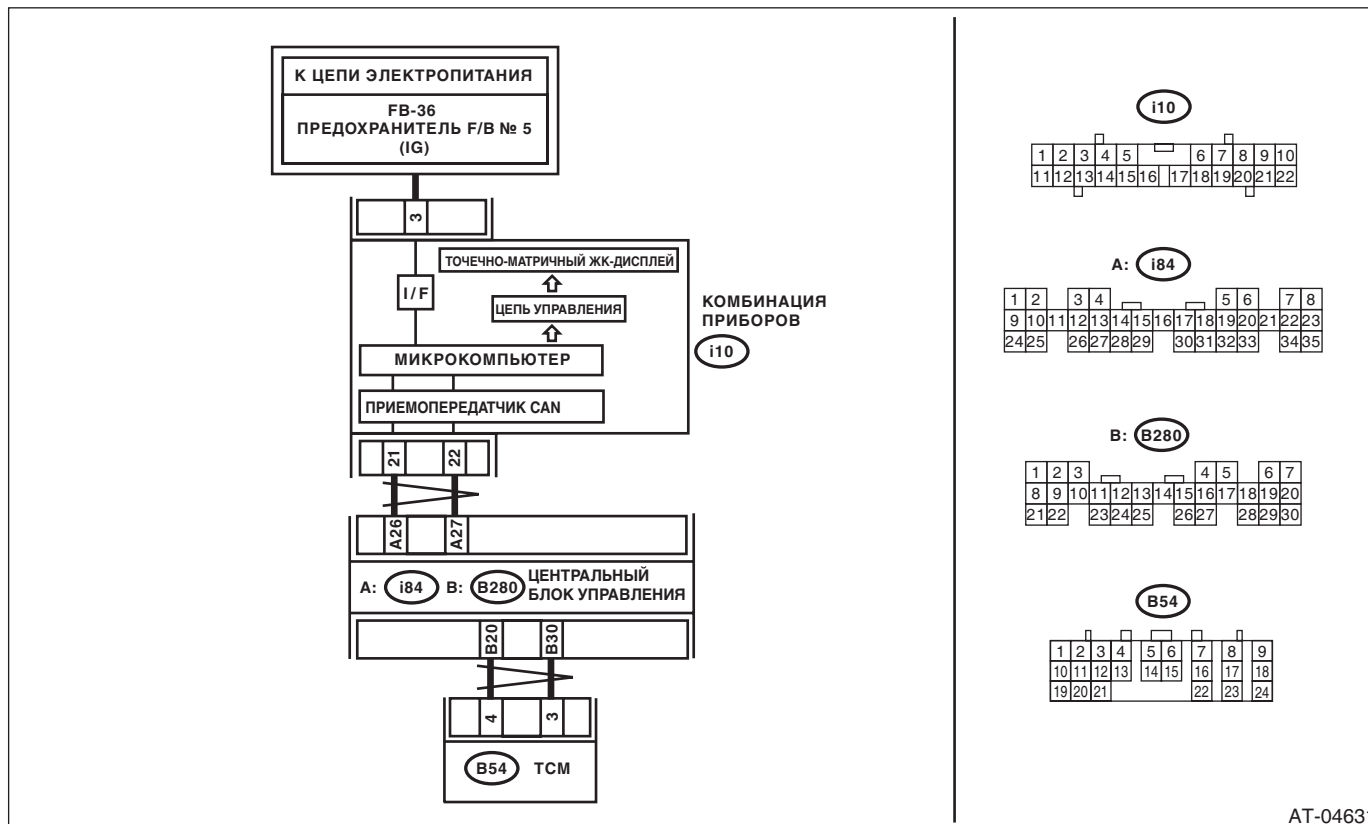 К ЦЕПИ ЭЛЕКТРОПИТАНИЯ
FB-36
ПРЕДОХРАНИТЕЛЬ F/B № 5
(IG)
3
I/F
ТОЧЕЧНО-МАТРИЧНЫЙ ЖК-ДИСПЛЕЙ
ЦЕПЬ УПРАВЛЕНИЯ
МИКРОКОМПЬЮТЕР
ПРИЕМОПЕРЕДАТЧИК CAN
КОМБИНАЦИЯ
ПРИБОРОВ
i10
21 22
A26 A27
A: i84 B: B280 ЦЕНТРАЛЬНЫЙ
БЛОК УПРАВЛЕНИЯ
B20 B30
4 3
B54 TCM
i10
1 2 3 4 5 6 7 8 9 10
11 12 13 14 15 16 17 18 19 20 21 22
A: i84
1 2 3 4 5 6 7 8
9 10 11 12 13 14 15 16 17 18 19 20 21 22 23
24 25 26 27 28 29 30 31 32 33 34 35
B: B280
1 2 3 4 5 6 7
8 9 10 11 12 13 14 15 16 17 18 19 20
21 22 23 24 25 26 27 28 29 30
B54
1 2 3 4 5 6 7 8 9
10 11 12 13 14 15 16 17 18
19 20 21 22 23 24
AT-04631